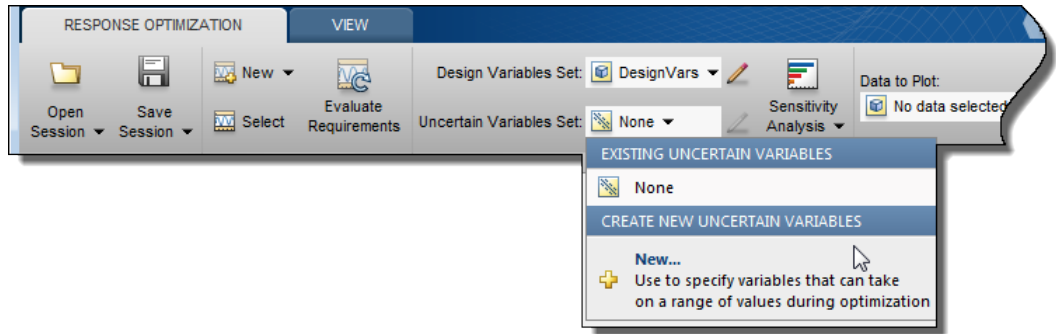 RESPONSE OPTIMIZATION
VIEW
Open Session
Save Session
New
Select
Evaluate Requirements
Design Variables Set: DesignVars
Uncertain Variables Set: None
Sensitivity Analysis
Data to Plot:
No data selected
EXISTING UNCERTAIN VARIABLES
None
CREATE NEW UNCERTAIN VARIABLES
New...
Use to specify variables that can take
on a range of values during optimization